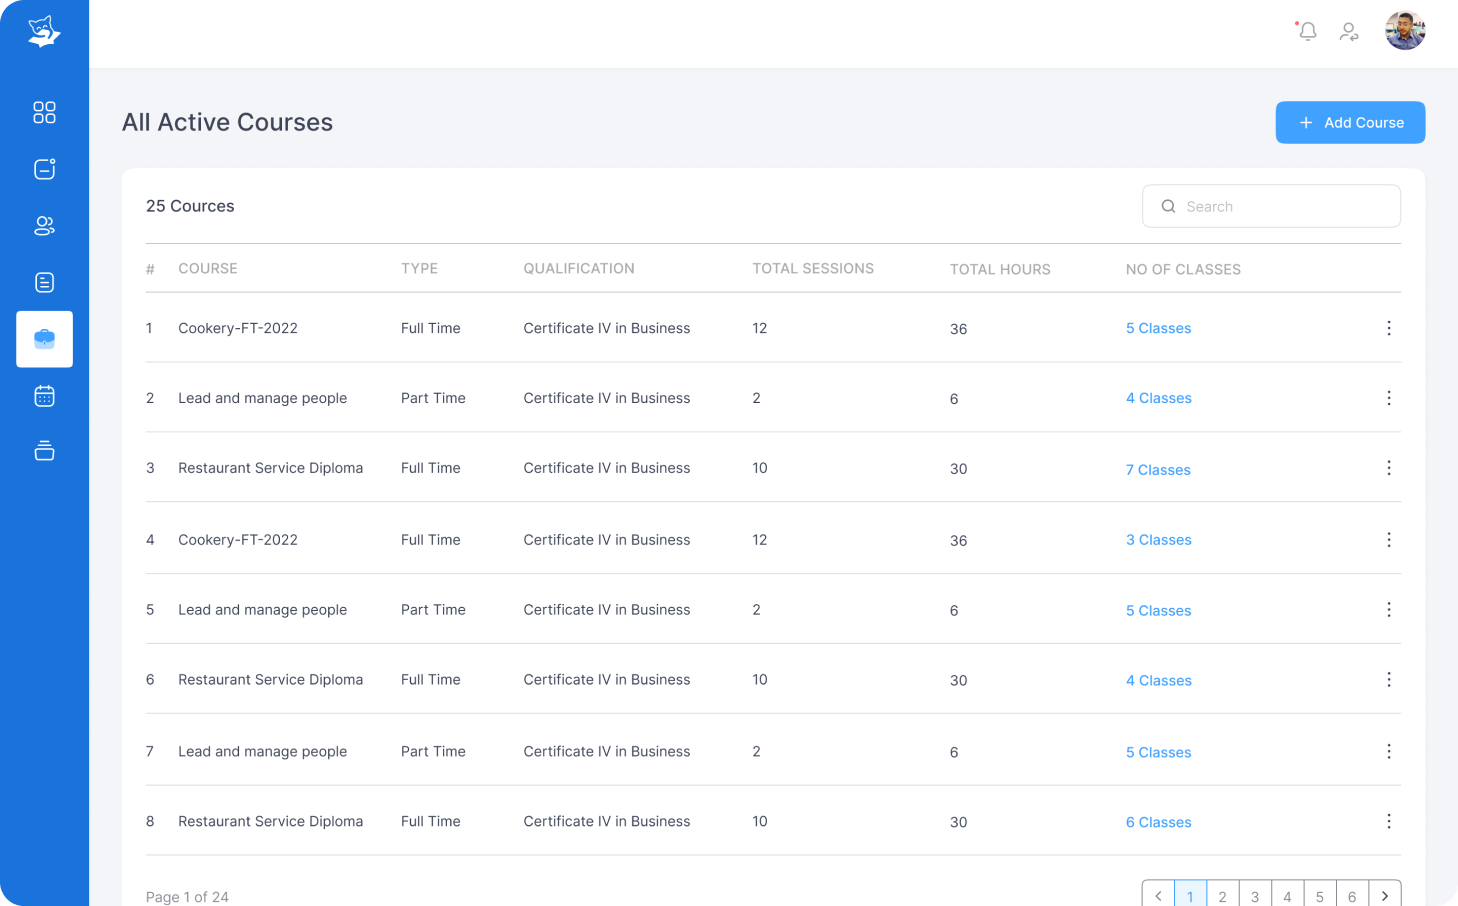 All Active Courses
+ Add Course
25 Cources
Search
# COURSE TYPE QUALIFICATION TOTAL SESSIONS TOTAL HOURS NO OF CLASSES
1 Cookery-FT-2022 Full Time Certificate IV in Business 12 36 5 Classes
2 Lead and manage people Part Time Certificate IV in Business 2 6 4 Classes
3 Restaurant Service Diploma Full Time Certificate IV in Business 10 30 7 Classes
4 Cookery-FT-2022 Full Time Certificate IV in Business 12 36 3 Classes
5 Lead and manage people Part Time Certificate IV in Business 2 6 5 Classes
6 Restaurant Service Diploma Full Time Certificate IV in Business 10 30 4 Classes
7 Lead and manage people Part Time Certificate IV in Business 2 6 5 Classes
8 Restaurant Service Diploma Full Time Certificate IV in Business 10 30 6 Classes
Page 1 of 24 < 1 2 3 4 5 6 >